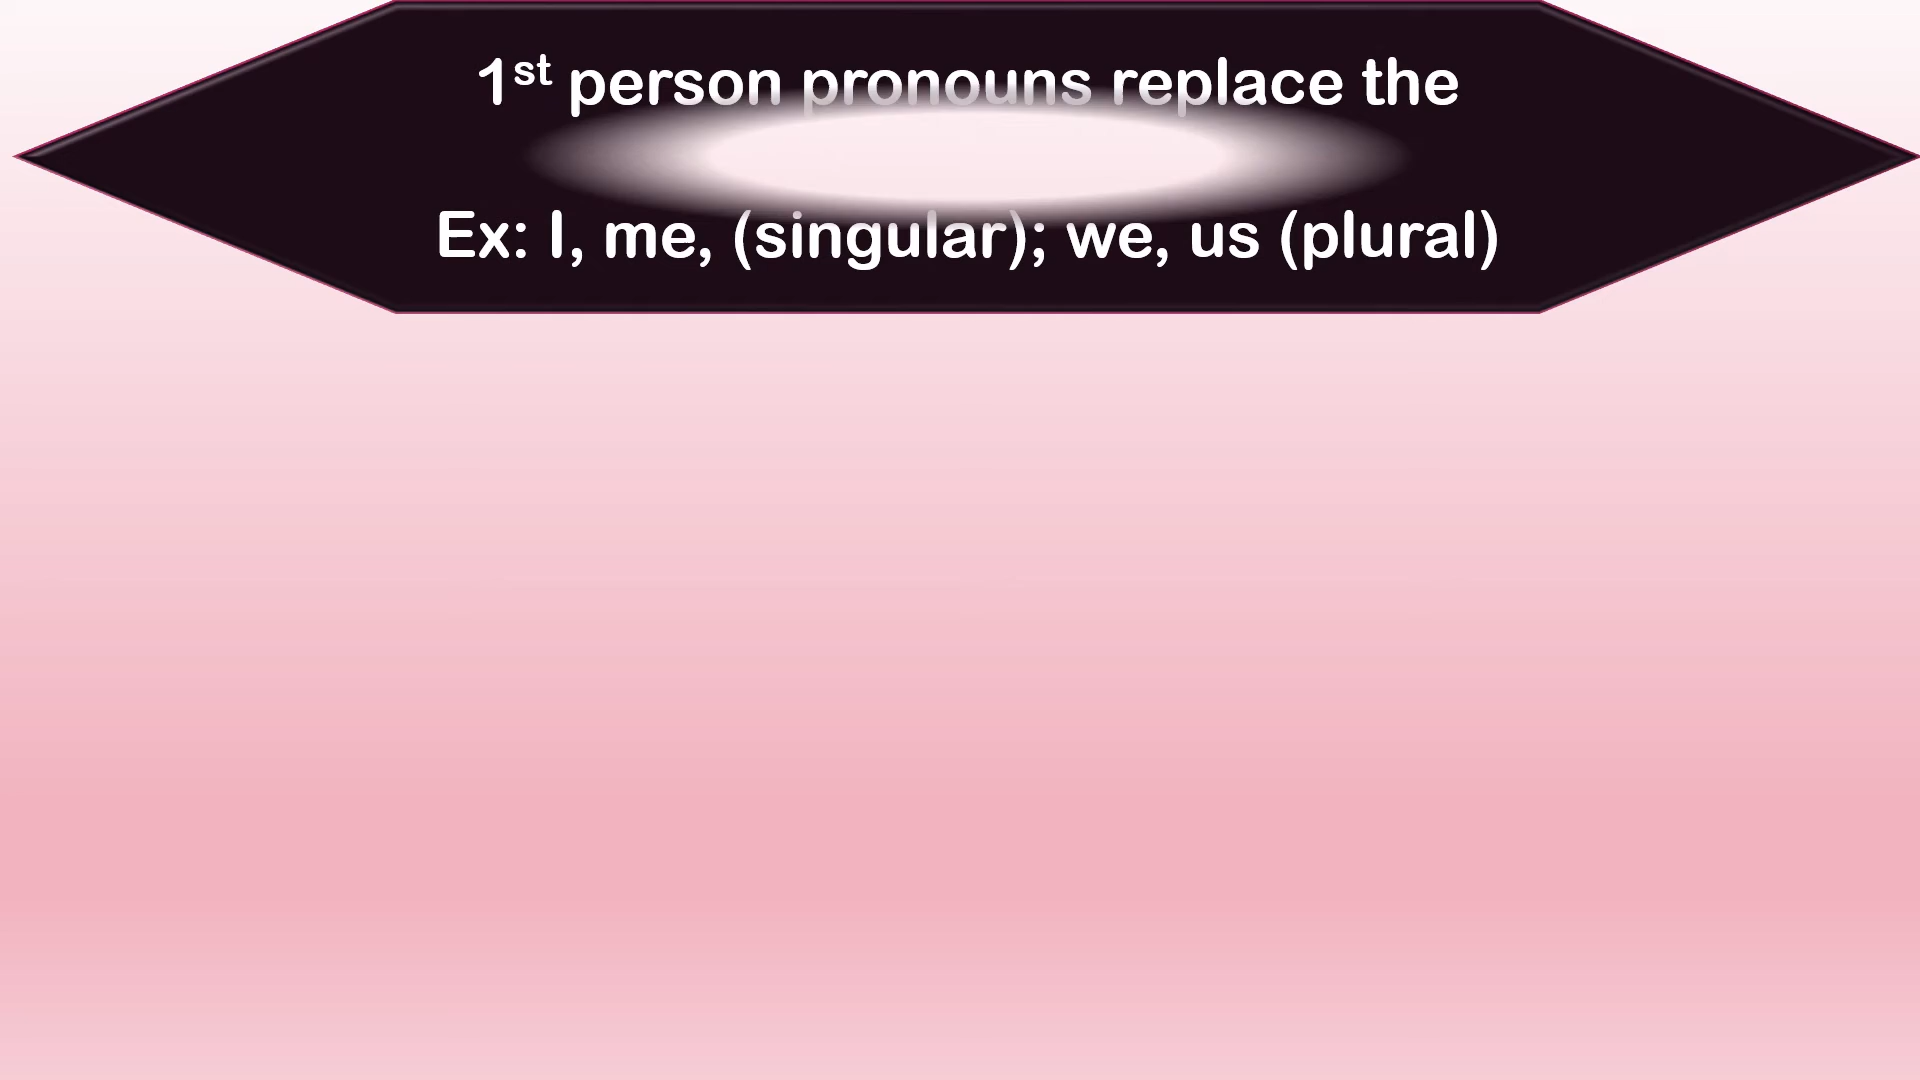 1st person pronouns replace the
Ex: I, me, (singular); we, us (plural)